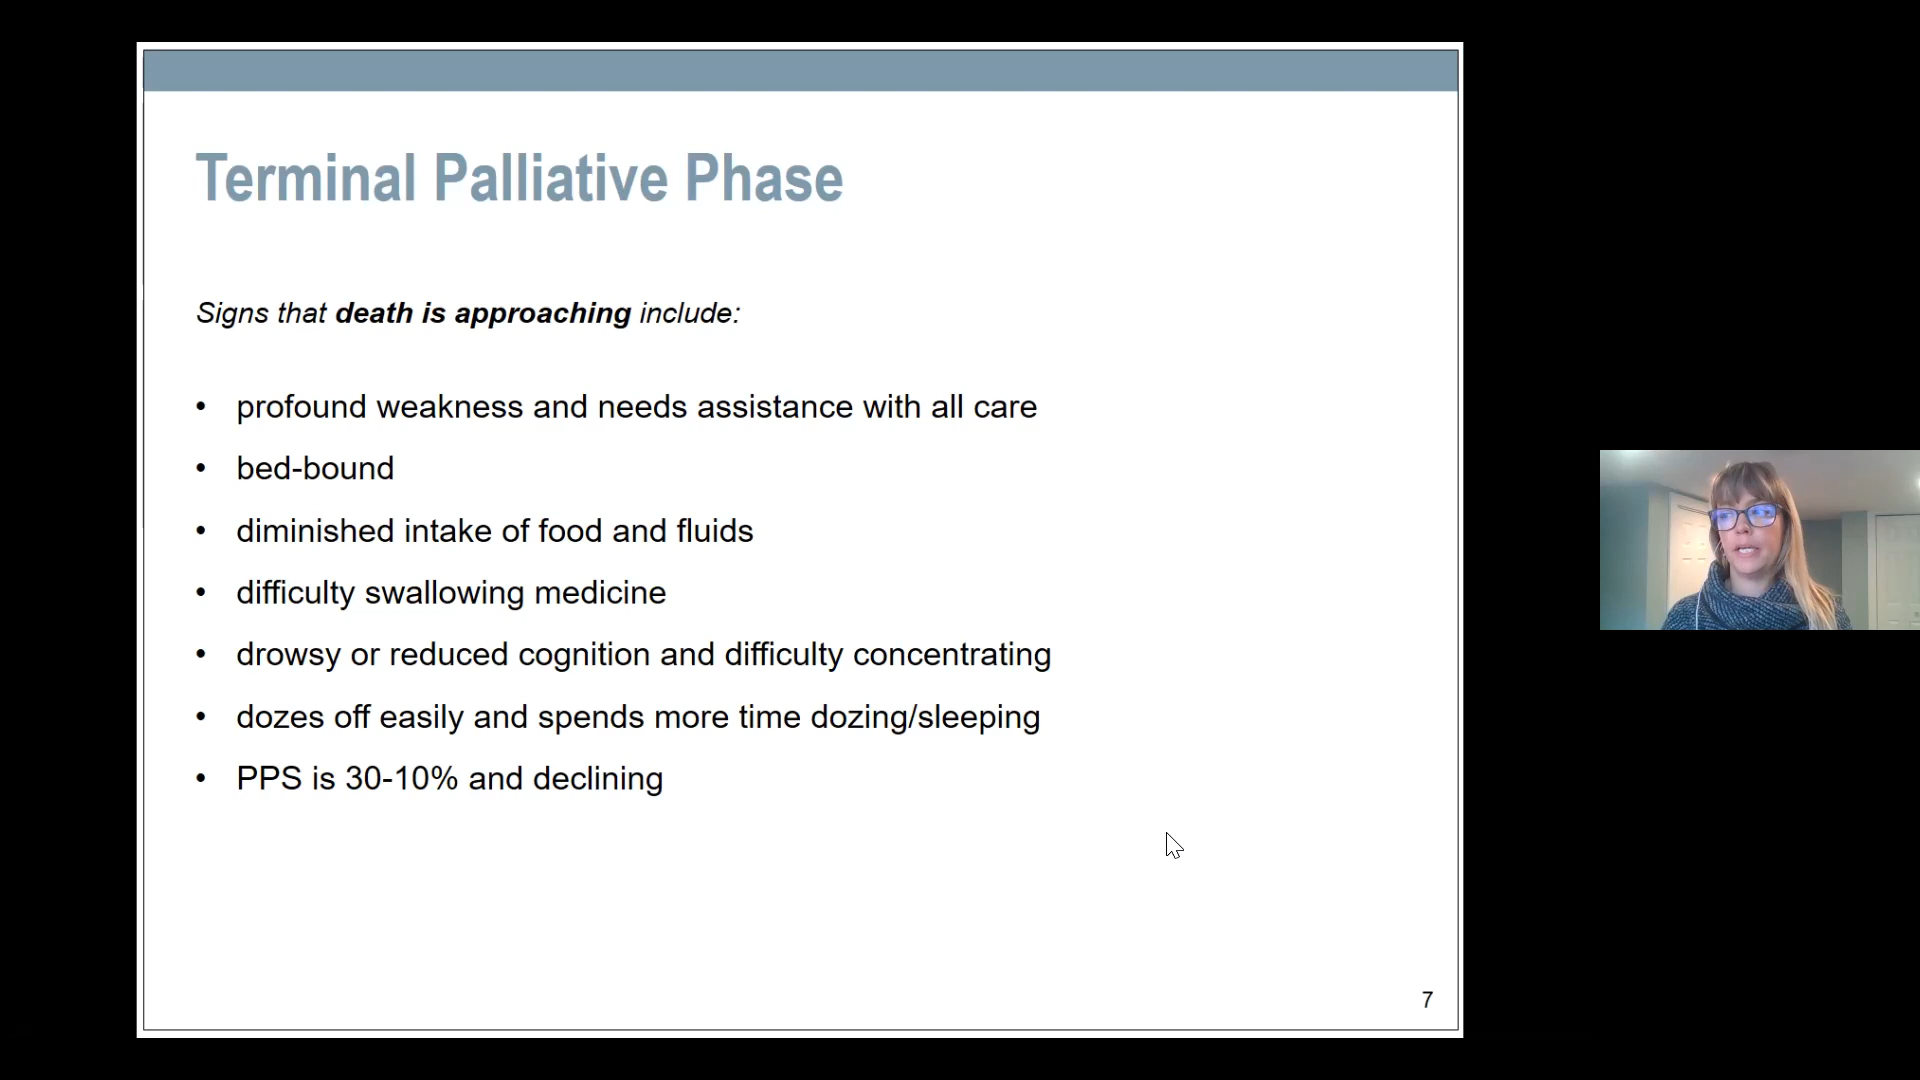 Terminal Palliative Phase
Signs that death is approaching include:
• profound weakness and needs assistance with all care
• bed-bound
• diminished intake of food and fluids
• difficulty swallowing medicine
• drowsy or reduced cognition and difficulty concentrating
• dozes off easily and spends more time dozing/sleeping
• PPS is 30-10% and declining
7